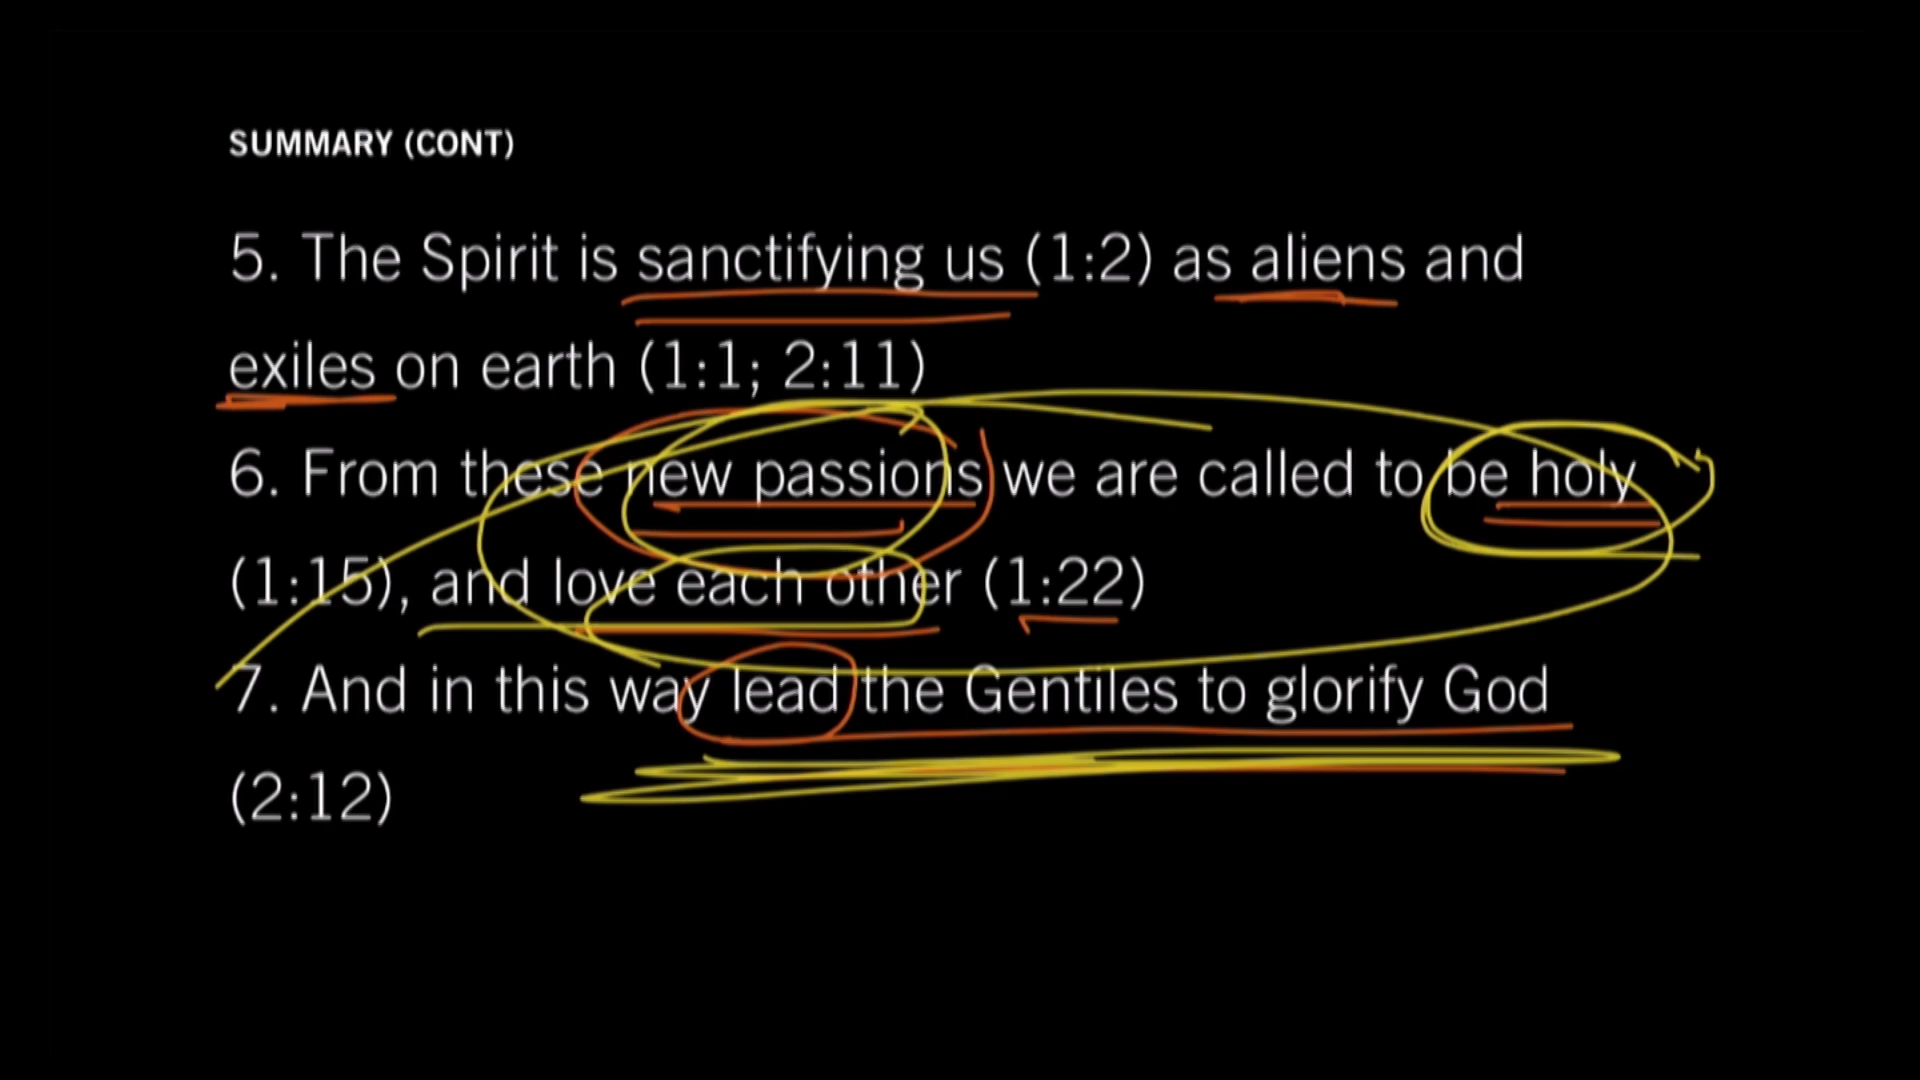 SUMMARY (CONT)
5. The Spirit is sanctifying us (1:2) as aliens and
exiles on earth (1:1; 2:11)
6. From these new passions we are called to be holy
(1:15), and love each other (1:22)
7. And in this way lead the Gentiles to glorify God
(2:12)